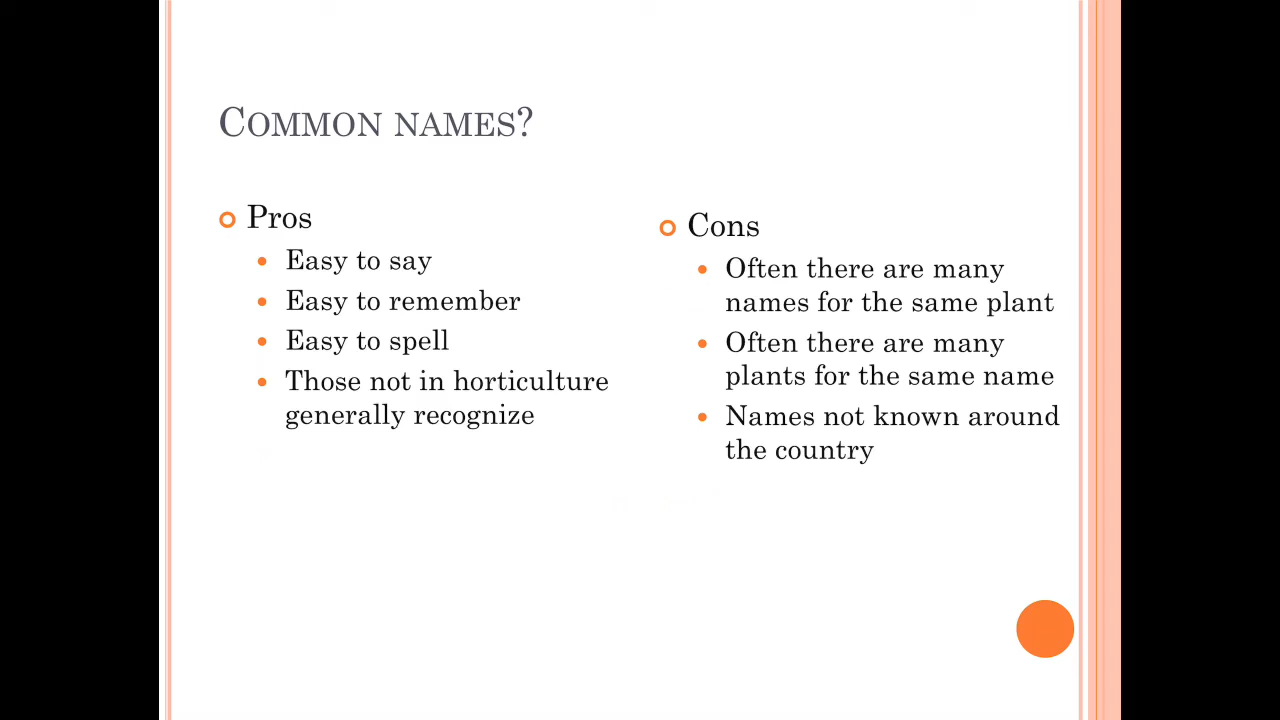 COMMON NAMES?
Pros
Easy to say
Easy to remember
Easy to spell
Those not in horticulture
generally recognize
Cons
Often there are many
names for the same plant
Often there are many
plants for the same name
Names not known around
the country